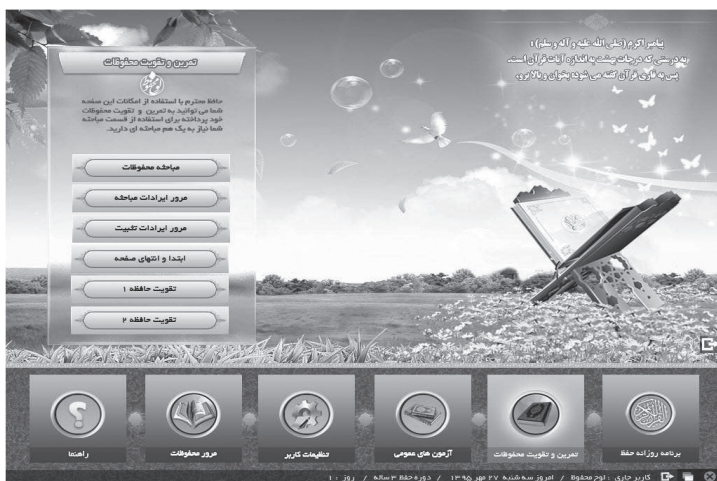 پیامبر اکرم (صلی الله علیه و آله و سلم) :
به درستی که درجات بهشت به اندازه آیات قرآن است،
پس به قاری قرآن گفته می شود: بخوان و بالا برو.
تمرین و تقویت محفوظات
حافظ محترم با استفاده از امکانات این صفحه
شما می توانید به تمرین و تقویت محفوظات
خود پرداخته برای استفاده از قسمت مباحثه
شما نیاز به یک هم مباحثه ای دارید.
مباحثه محفوظات
مرور ایرادات مباحثه
مرور ایرادات تثبیت
ابتدا و انتهای صفحه
تقویت حافظه ۱
تقویت حافظه ۲
برنامه روزانه حفظ
تمرین و تقویت محفوظات
آزمون های عمومی
تنظیمات کاربر
مرور محفوظات
راهنما
کاربر جاری : لوح محفوظ / امروز سه شنبه ۲۷ مهر ۱۳۹۵ / دوره حفظ ۳ ساله / روز : ۱